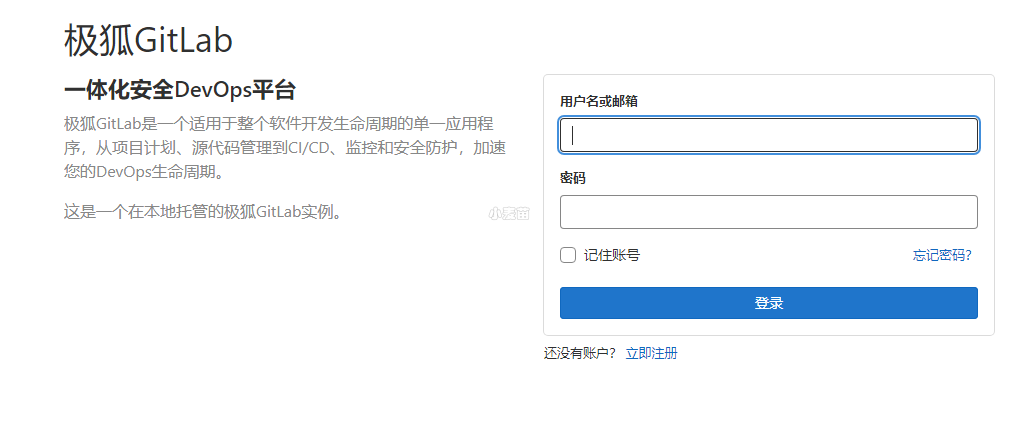 极狐GitLab
一体化安全DevOps平台
极狐GitLab是一个适用于整个软件开发生命周期的单一应用程
序，从项目计划、源代码管理到CI/CD、监控和安全防护，加速
您的DevOps生命周期。
这是一个在本地托管的极狐GitLab实例。
用户名或邮箱
密码
记住账号
忘记密码？
登录
还没有账户？ 立即注册